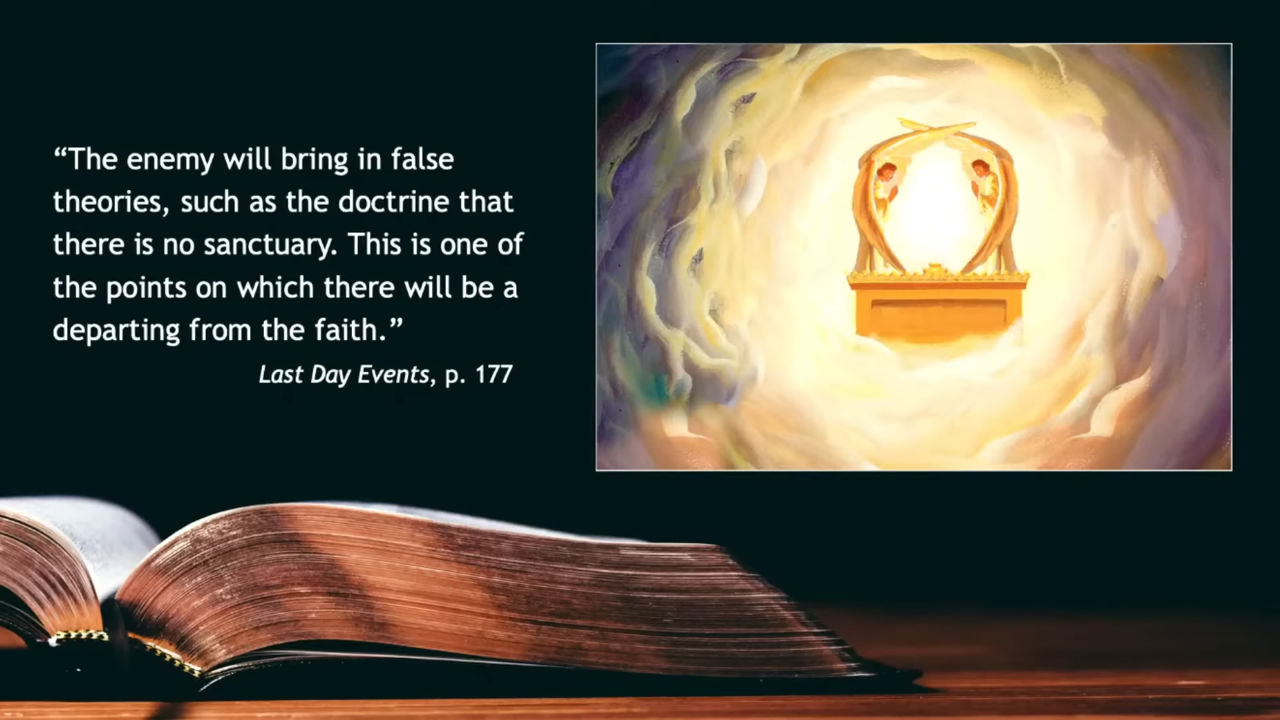 “The enemy will bring in false
theories, such as the doctrine that
there is no sanctuary. This is one of
the points on which there will be a
departing from the faith.”
Last Day Events, p. 177